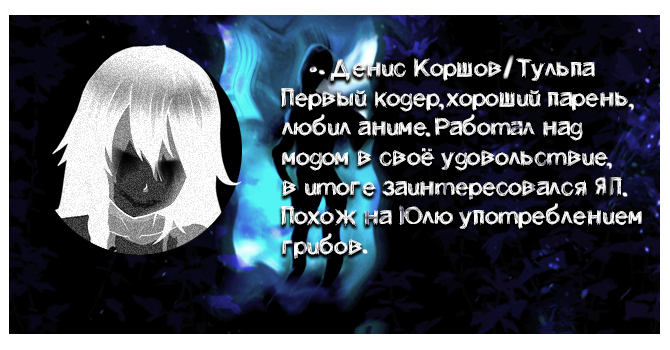 •. Денис Коршов/Тульпа
Первый кодер,хороший парень,
любил аниме. Работал над
модом в своё удовольствие,
в итоге заинтересовался ЯП.
Похож на Юлю употреблением
грибов.